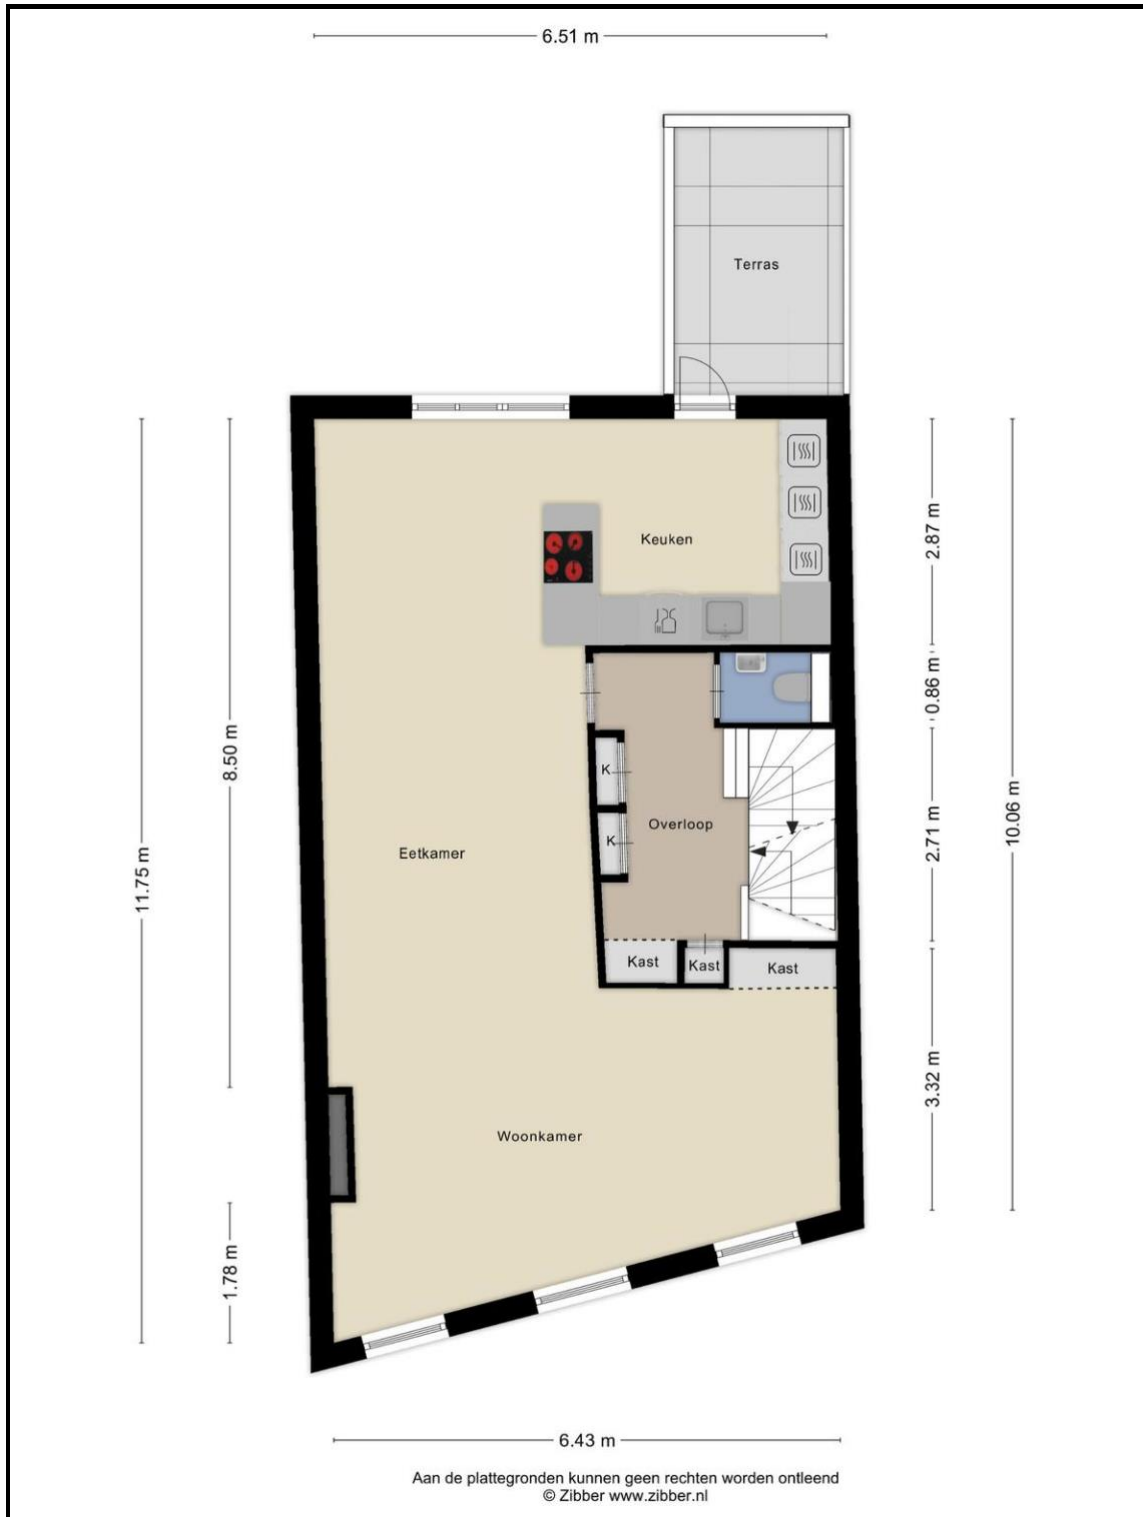 6.51 m
Terras
Keuken
2.87 m
0.86 m
8.50 m
K
Overloop
K
2.71 m
10.06 m
Eetkamer
11.75 m
Kast
Kast
Kast
3.32 m
Woonkamer
1.78 m
6.43 m
Aan de plattegronden kunnen geen rechten worden ontleend
© Zibber www.zibber.nl